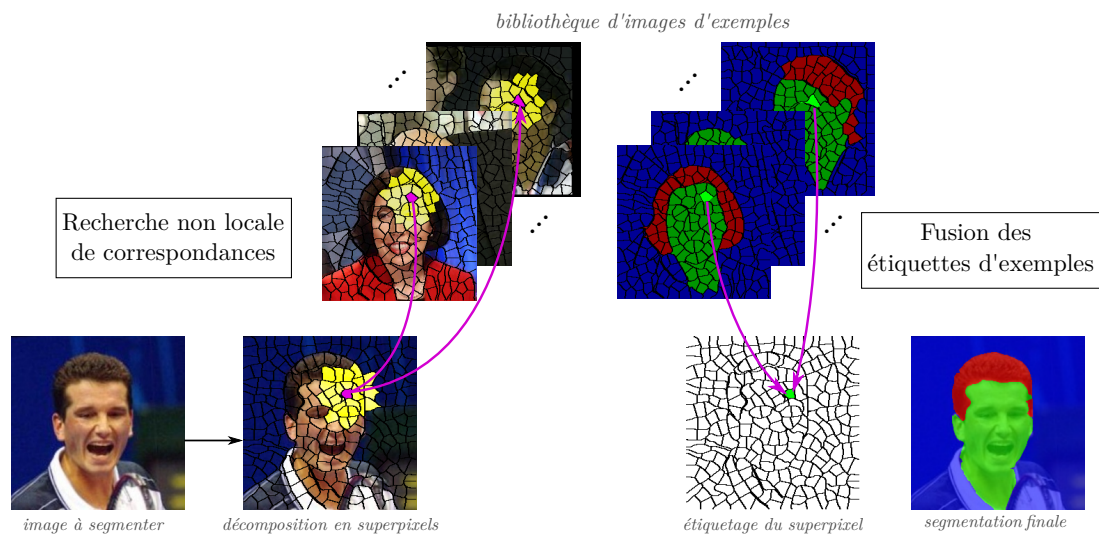 bibliothèque d'images d'exemples
Recherche non locale
de correspondances
Fusion des
étiquettes d'exemples
image à segmenter
décomposition en superpixels
étiquetage du superpixel
segmentation finale